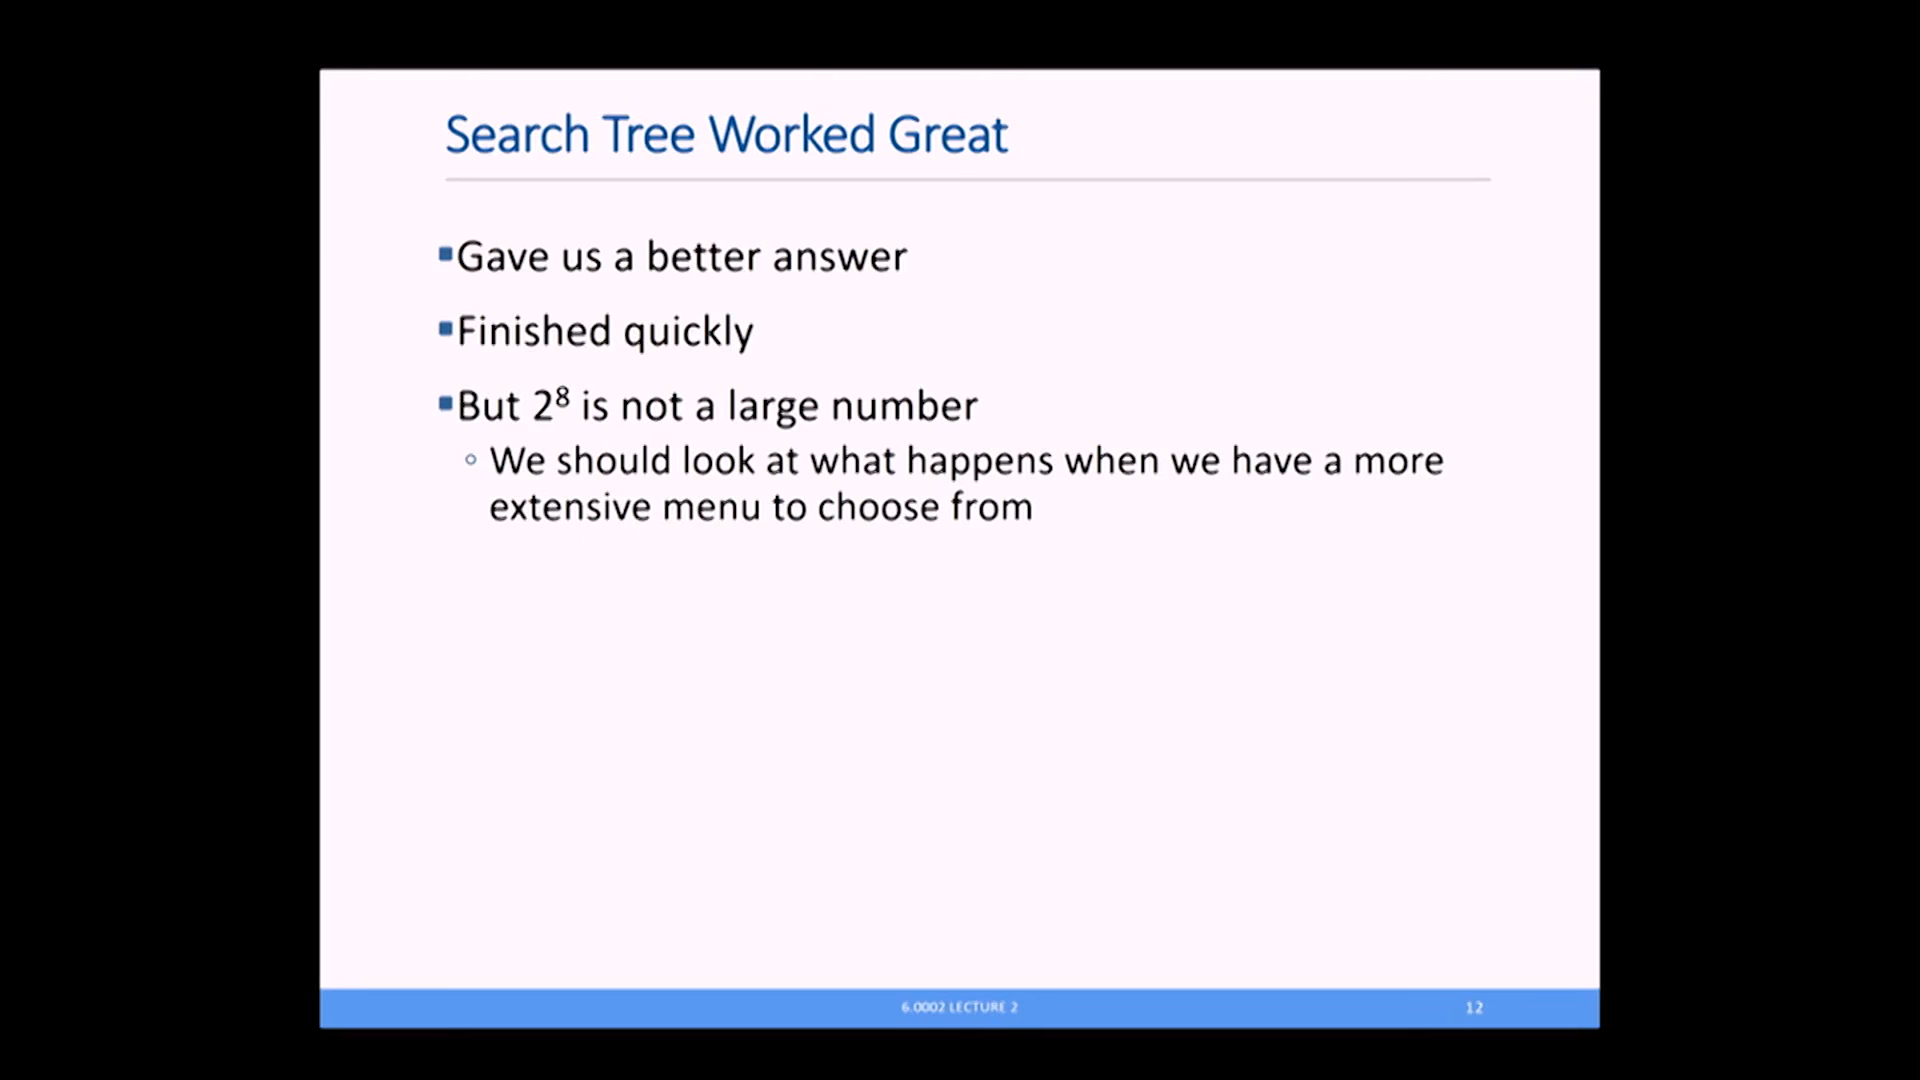 Search Tree Worked Great
▪Gave us a better answer
▪Finished quickly
▪But 2⁸ is not a large number
◦ We should look at what happens when we have a more
extensive menu to choose from
6.0002 LECTURE 2
12